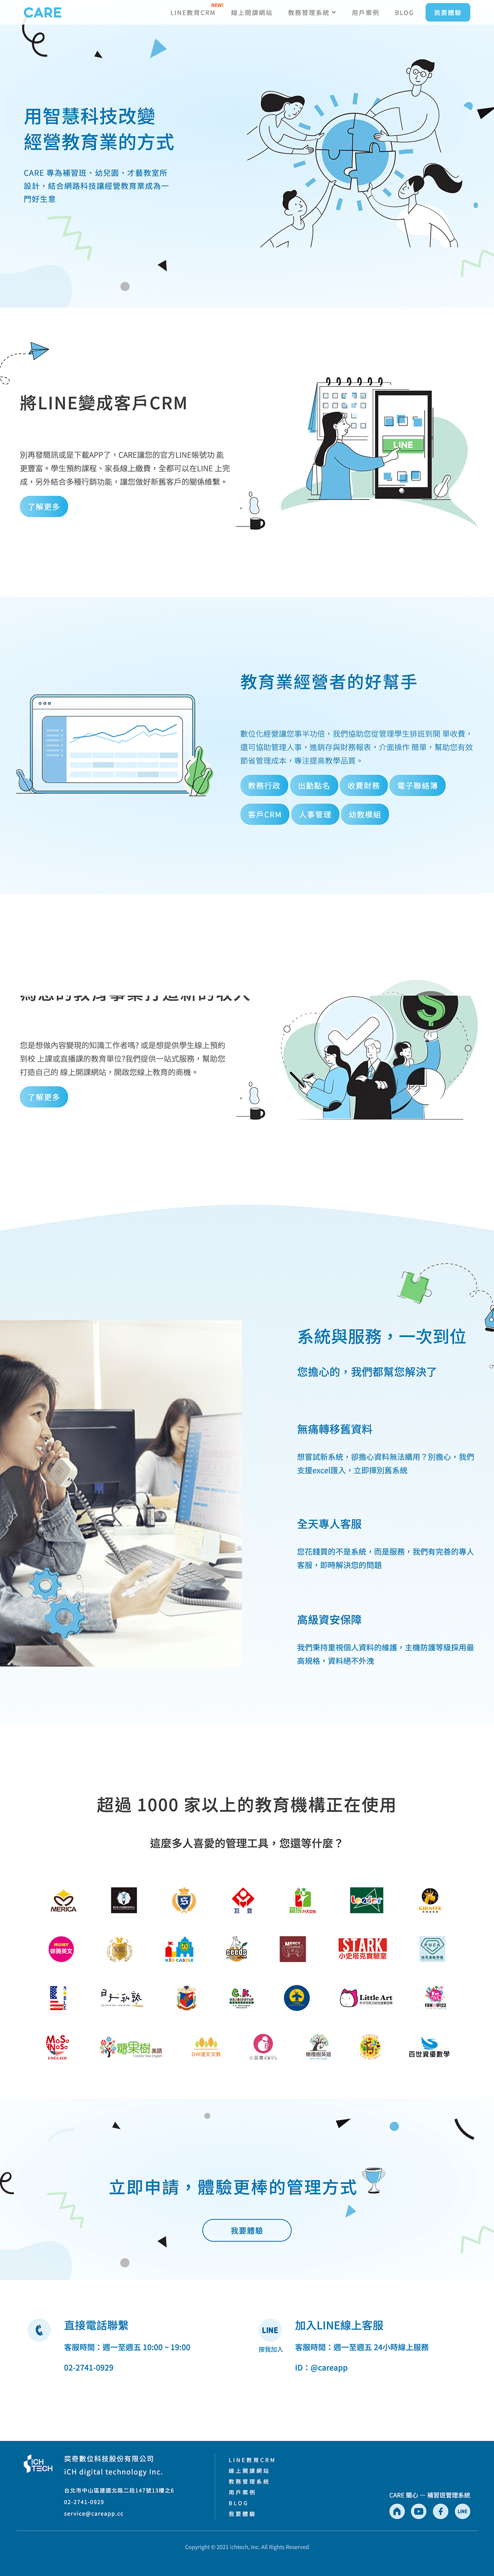 CARE
LINE教育CRM
NEW!
線上開課網站
教務管理系統
用戶案例
BLOG
我要體驗
用智慧科技改變
經營教育業的方式
CARE 專為補習班、幼兒園、才藝教室所
設計，結合網路科技讓經營教育業成為一
門好生意
將LINE變成客戶CRM
別再發簡訊或是下載APP了，CARE讓您的官方LINE帳號功 能
更豐富。學生預約課程、家長線上繳費，全都可以在LINE 上完
成，另外結合多種行銷功能，讓您做好新舊客戶的關係維繫。
了解更多
LINE
教育業經營者的好幫手
數位化經營讓您事半功倍，我們協助您從管理學生排班到開 單收費，
還可協助管理人事，進銷存與財務報表，介面操作 簡單，幫助您有效
節省管理成本，專注提高教學品質。
教務行政
出勤點名
收費財務
電子聯絡簿
客戶CRM
人事管理
幼教模組
您是想做內容變現的知識工作者嗎? 或是想提供學生線上預約
到校 上課或直播課的教育單位?我們提供一站式服務，幫助您
打造自己的 線上開課網站，開啟您線上教育的商機。
了解更多
系統與服務，一次到位
您擔心的，我們都幫您解決了
無痛轉移舊資料
想嘗試新系統，卻擔心資料無法續用？別擔心，我們
支援excel匯入，立即揮別舊系統
全天專人客服
您花錢買的不是系統，而是服務，我們有完善的專人
客服，即時解決您的問題
高級資安保障
我們秉持重視個人資料的維護，主機防護等級採用最
高規格，資料絕不外洩
超過 1000 家以上的教育機構正在使用
這麼多人喜愛的管理工具，您還等什麼？
MERICA
巨登
Leader
GIRAFFE
徐薇英文
KID CASTLE
seeds
MERCY
STARK
小史塔克實驗室
PUCK
NOBLE
G.K.
Little Art
MoSa
NoSa
ENGLISH
糖果樹美語
DW達文文教
橄欖樹英語
百世資優數學
立即申請，體驗更棒的管理方式
我要體驗
直接電話聯繫
客服時間：週一至週五 10:00 ~ 19:00
02-2741-0929
LINE
按我加入
加入LINE線上客服
客服時間：週一至週五 24小時線上服務
ID：@careapp
ICH
TECH
奕奇數位科技股份有限公司
iCH digital technology Inc.
台北市中山區建國北路二段147號13樓之6
02-2741-0929
service@careapp.cc
LINE教育CRM
線上開課網站
教務管理系統
用戶案例
BLOG
我要體驗
CARE 關心 — 補習班管理系統
LINE
Copyright © 2021 ichtech, Inc. All Rights Reserved